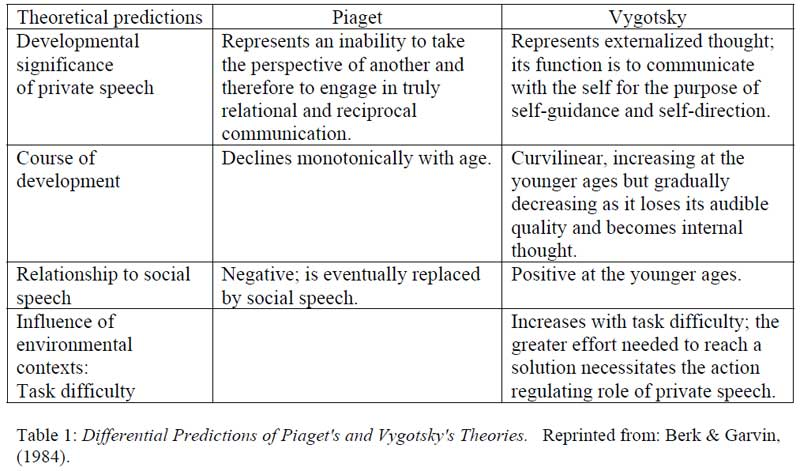 Theoretical predictions
Piaget
Vygotsky
Developmental
significance
of private speech
Represents an inability to take
the perspective of another and
therefore to engage in truly
relational and reciprocal
communication.
Represents externalized thought;
its function is to communicate
with the self for the purpose of
self-guidance and self-direction.
Course of
development
Declines monotonically with age.
Curvilinear, increasing at the
younger ages but gradually
decreasing as it loses its audible
quality and becomes internal
thought.
Relationship to social
speech
Negative; is eventually replaced
by social speech.
Positive at the younger ages.
Influence of
environmental
contexts:
Task difficulty
Increases with task difficulty; the
greater effort needed to reach a
solution necessitates the action
regulating role of private speech.
Table 1: Differential Predictions of Piaget's and Vygotsky's Theories. Reprinted from: Berk & Garvin,
(1984).